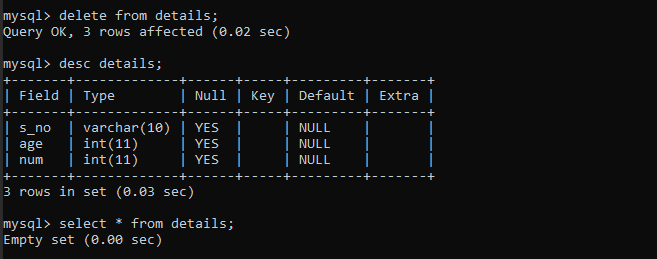 mysql> delete from details;
Query OK, 3 rows affected (0.02 sec)
mysql> desc details;
+-------+-------------+------+-----+---------+-------+
| Field | Type        | Null | Key | Default | Extra |
+-------+-------------+------+-----+---------+-------+
| s_no  | varchar(10) | YES  |     | NULL    |       |
| age   | int(11)     | YES  |     | NULL    |       |
| num   | int(11)     | YES  |     | NULL    |       |
+-------+-------------+------+-----+---------+-------+
3 rows in set (0.03 sec)
mysql> select * from details;
Empty set (0.00 sec)